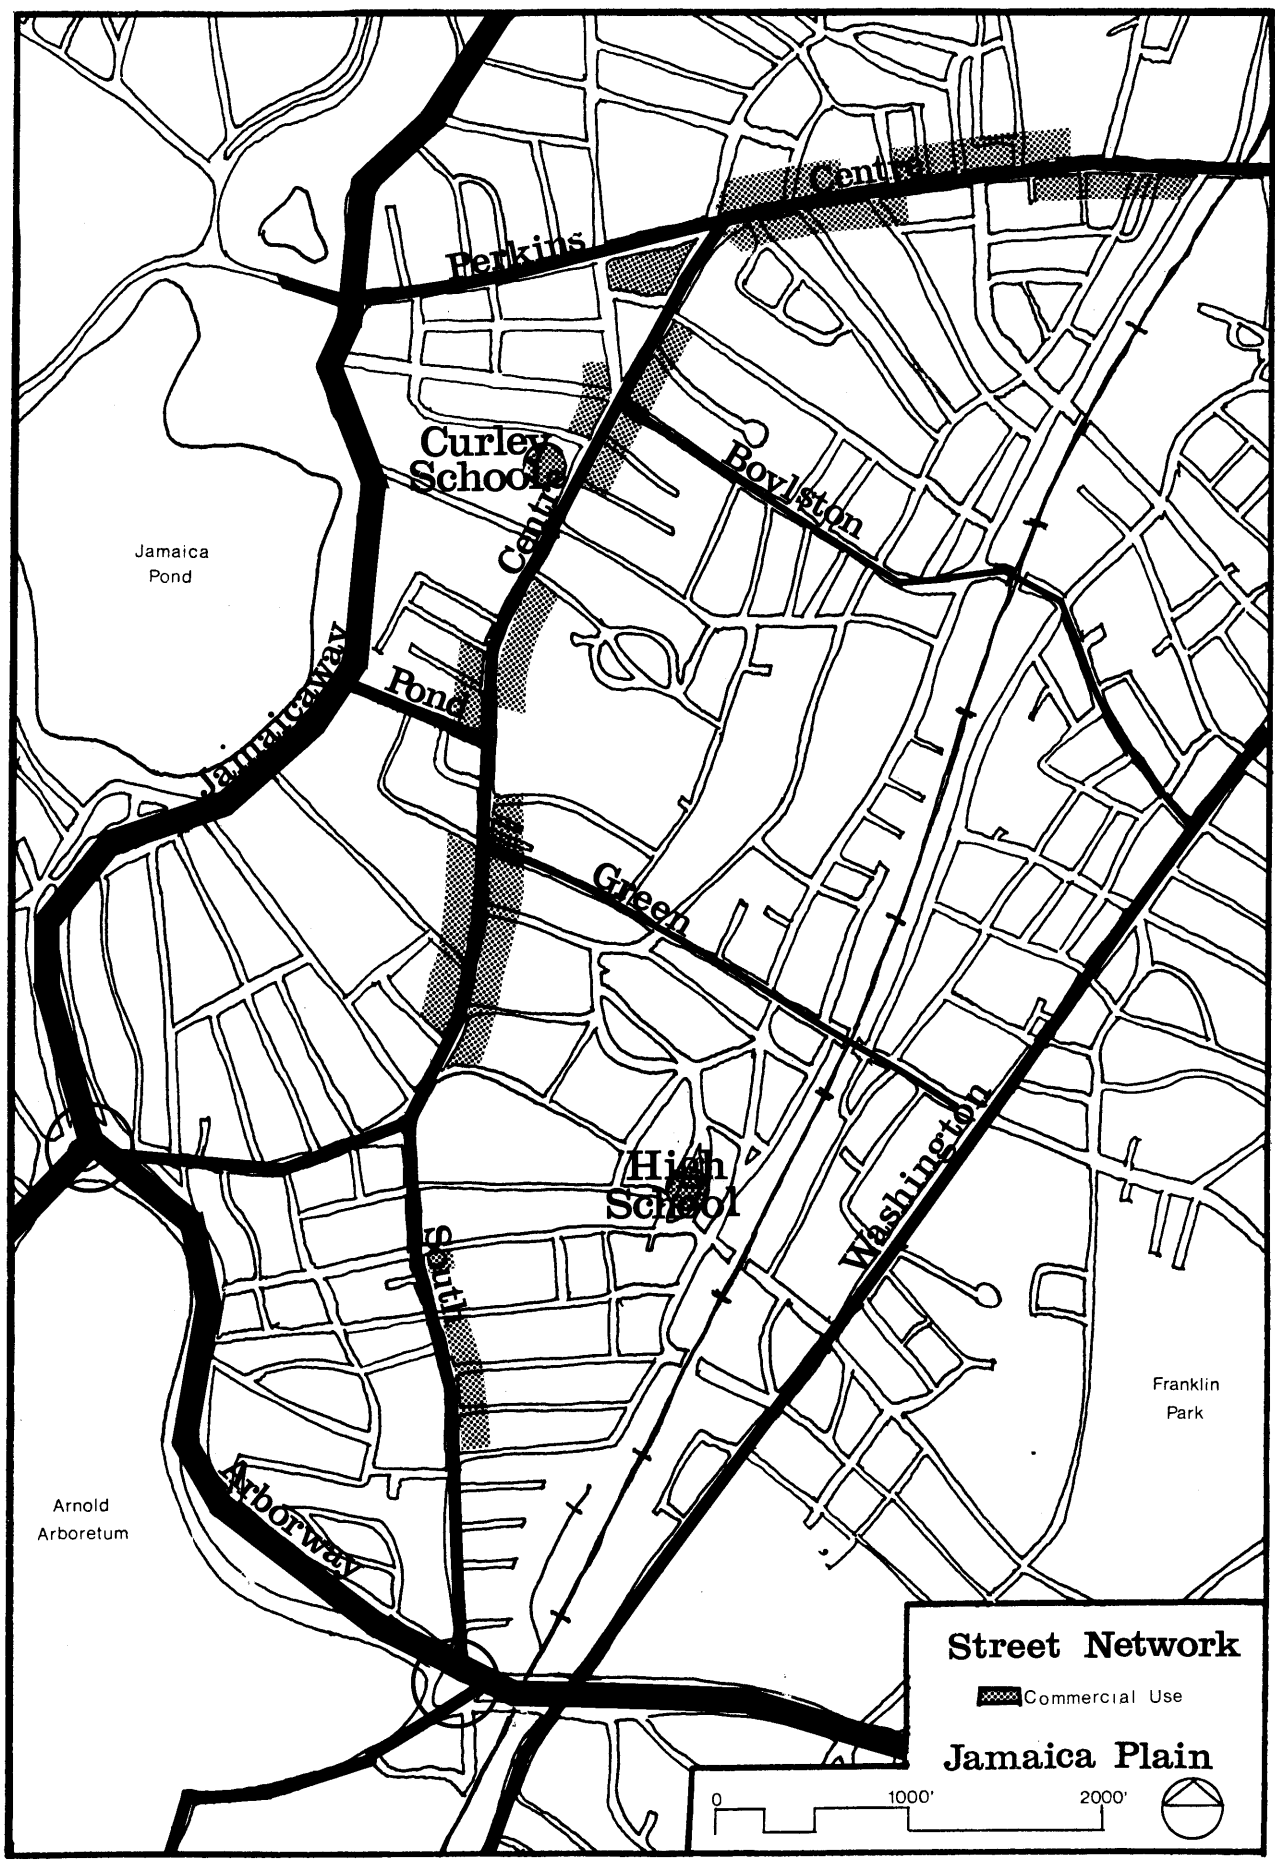 Centre
Perkins
Curley
School
Centre
Boylston
Jamaica
Pond
Jamaicaway
Pond
Green
High
School
Washington
South
Franklin
Park
Arnold
Arboretum
Arborway
Street Network
Commercial Use
Jamaica Plain
0 1000' 2000'